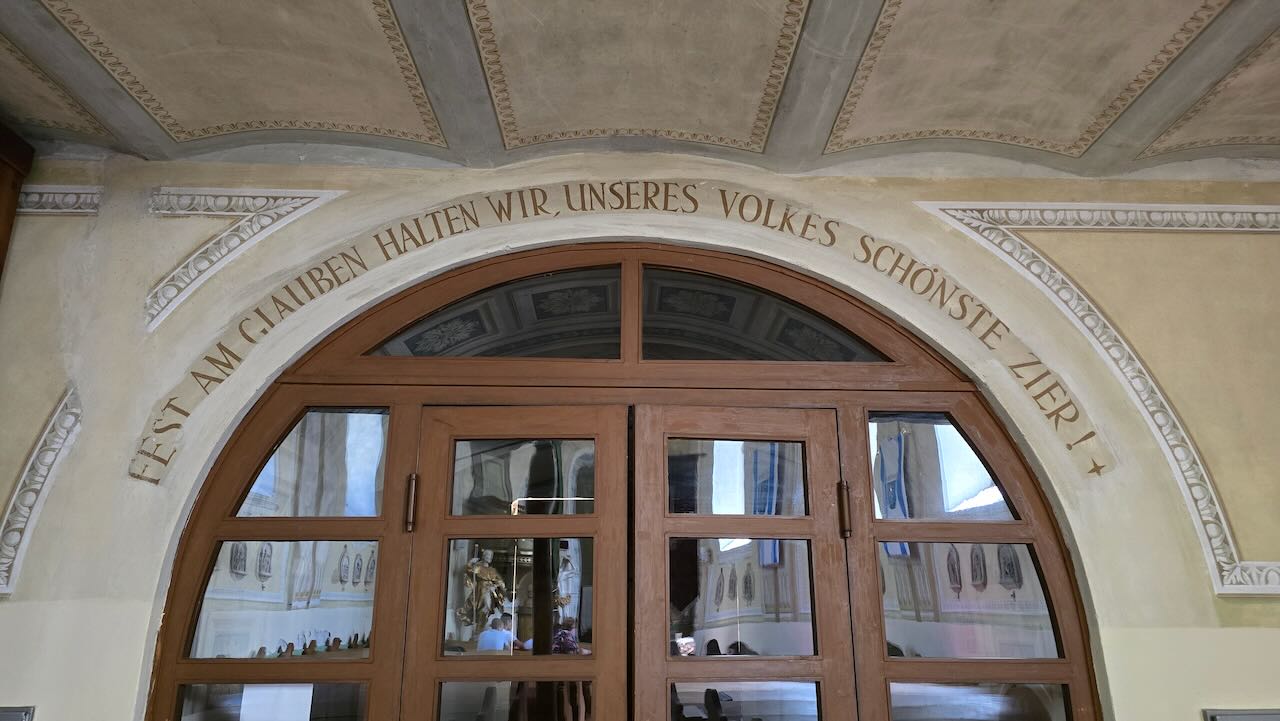 FEST AM GLAUBEN HALTEN WIR, UNSERES VOLKES SCHÖNSTE ZIER!